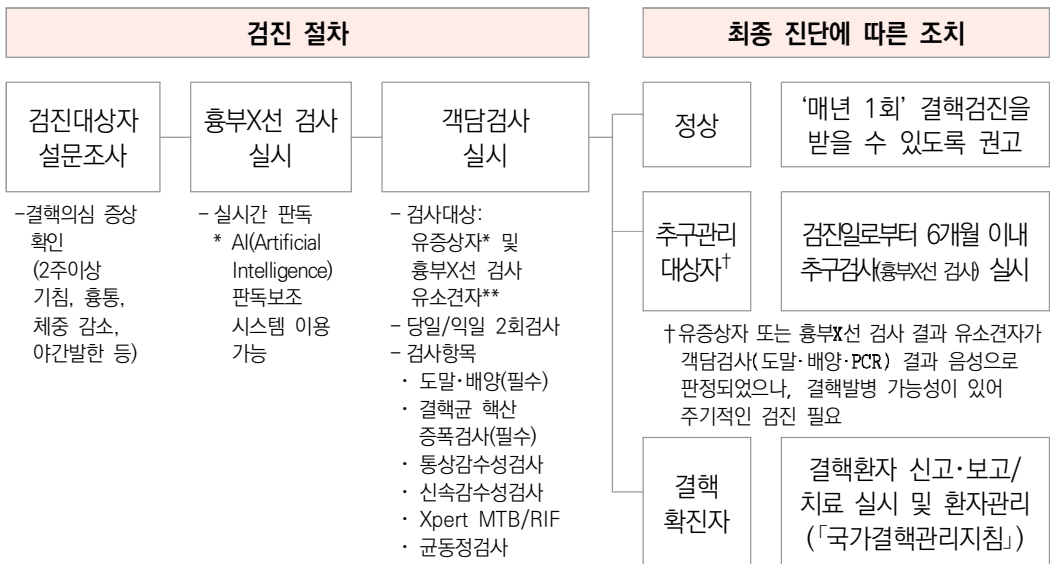 검진 절차
검진대상자
설문조사
-결핵의심 증상
확인
(2주이상
기침, 흉통,
체중 감소,
야간발한 등)
흉부X선 검사
실시
- 실시간 판독
* AI(Artificial
Intelligence)
판독보조
시스템 이용
가능
객담검사
실시
- 검사대상:
유증상자* 및
흉부X선 검사
유소견자**
- 당일/익일 2회검사
- 검사항목
· 도말·배양(필수)
· 결핵균 핵산
증폭검사(필수)
· 통상감수성검사
· 신속감수성검사
· Xpert MTB/RIF
· 균동정검사
최종 진단에 따른 조치
정상
‘매년 1회’ 결핵검진을
받을 수 있도록 권고
추구관리
대상자†
검진일로부터 6개월 이내
추구검사(흉부X선 검사) 실시
†유증상자 또는 흉부X선 검사 결과 유소견자가
객담검사(도말·배양·PCR) 결과 음성으로
판정되었으나, 결핵발병 가능성이 있어
주기적인 검진 필요
결핵
확진자
결핵환자 신고·보고/
치료 실시 및 환자관리
(「국가결핵관리지침」)